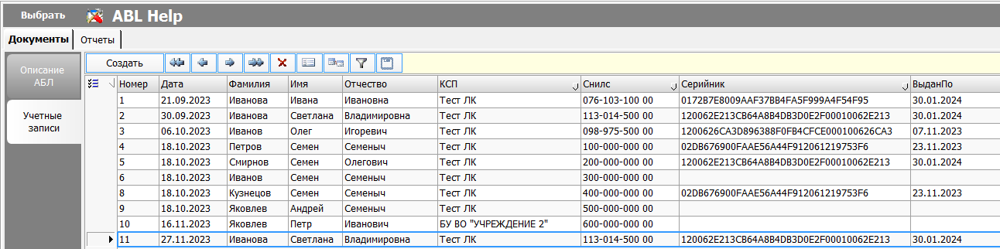 Выбрать ABL Help
Документы Отчеты
Описание АБЛ
Учетные записи
Создать
Номер Дата Фамилия Имя Отчество КСП Снилс Серийник ВыданПо
1 21.09.2023 Иванова Ивана Ивановна Тест ЛК 076-103-100 00 0172B7E8009AAF37BB4FA5F999A4F54F95 30.01.2024
2 30.09.2023 Иванова Светлана Владимировна Тест ЛК 113-014-500 00 120062E213CB64A8B4DB3D0E2F00010062E213 30.01.2024
3 06.10.2023 Иванов Олег Игоревич Тест ЛК 098-975-500 00 1200626CA3D896388F0FB4CFCE000100626CA3 07.11.2023
4 18.10.2023 Петров Семен Семеныч Тест ЛК 100-000-000 00 02DB676900FAAE56A44F912061219753F6 23.11.2023
5 18.10.2023 Смирнов Семен Олегович Тест ЛК 200-000-000 00 120062E213CB64A8B4DB3D0E2F00010062E213 30.01.2024
6 18.10.2023 Иванов Семен Семеныч Тест ЛК 300-000-000 00
8 18.10.2023 Кузнецов Семен Семеныч Тест ЛК 400-000-000 00 02DB676900FAAE56A44F912061219753F6 23.11.2023
9 18.10.2023 Яковлев Андрей Семеныч Тест ЛК 500-000-000 00
10 16.11.2023 Яковлев Петр Иванович БУ ВО "УЧРЕЖДЕНИЕ 2" 600-000-000 00
11 27.11.2023 Иванова Светлана Владимировна Тест ЛК 113-014-500 00 120062E213CB64A8B4DB3D0E2F00010062E213 30.01.2024